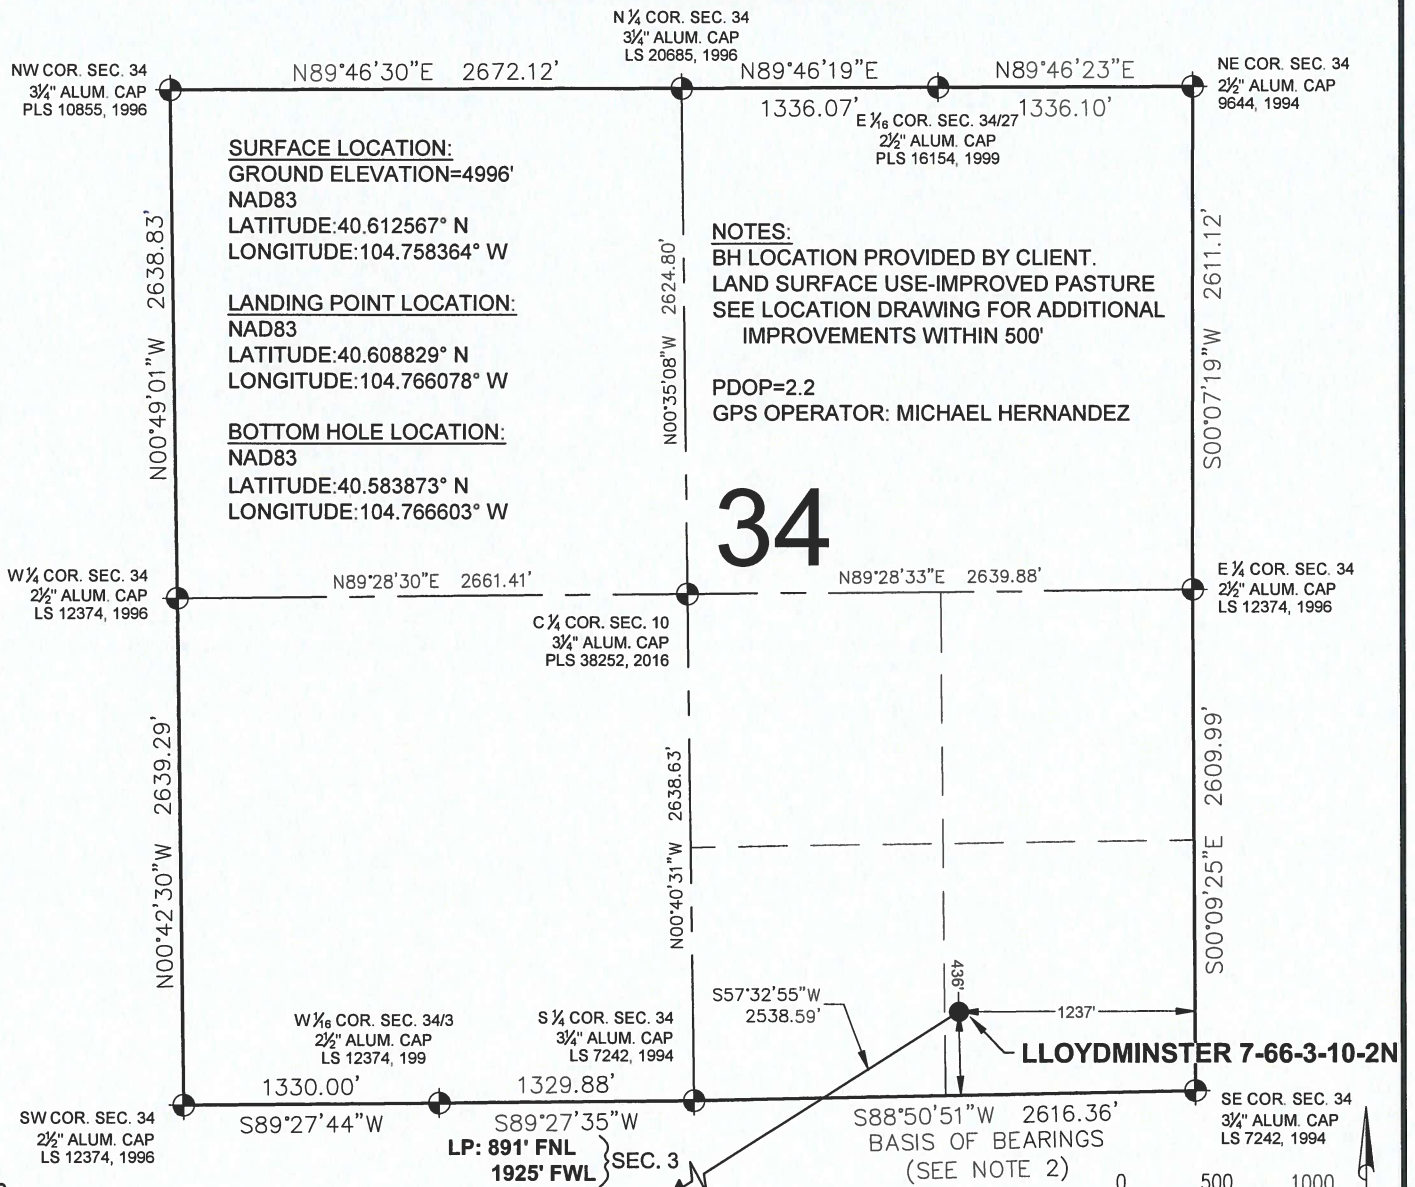 N ¼ COR. SEC. 34
3¼" ALUM. CAP
LS 20685, 1996
NW COR. SEC. 34
3¼" ALUM. CAP
PLS 10855, 1996
N89°46'30"E 2672.12'
N89°46'19"E
1336.07'
N89°46'23"E
1336.10'
NE COR. SEC. 34
2½" ALUM. CAP
9644, 1994
E ⅟₁₆ COR. SEC. 34/27
2½" ALUM. CAP
PLS 16154, 1999
SURFACE LOCATION:
GROUND ELEVATION=4996'
NAD83
LATITUDE:40.612567° N
LONGITUDE:104.758364° W
LANDING POINT LOCATION:
NAD83
LATITUDE:40.608829° N
LONGITUDE:104.766078° W
BOTTOM HOLE LOCATION:
NAD83
LATITUDE:40.583873° N
LONGITUDE:104.766603° W
NOTES:
BH LOCATION PROVIDED BY CLIENT.
LAND SURFACE USE-IMPROVED PASTURE
SEE LOCATION DRAWING FOR ADDITIONAL
IMPROVEMENTS WITHIN 500'
PDOP=2.2
GPS OPERATOR: MICHAEL HERNANDEZ
N00°49'01"W 2638.83'
N00°35'08"W 2624.80'
S00°07'19"W 2611.12'
34
W ¼ COR. SEC. 34
2½" ALUM. CAP
LS 12374, 1996
N89°28'30"E 2661.41'
N89°28'33"E 2639.88'
E ¼ COR. SEC. 34
2½" ALUM. CAP
LS 12374, 1996
C ¼ COR. SEC. 10
3¼" ALUM. CAP
PLS 38252, 2016
N00°42'30"W 2639.29'
N00°40'31"W 2638.63'
S00°09'25"E 2609.99'
S57°32'55"W
2538.59'
436'
1237'
LLOYDMINSTER 7-66-3-10-2N
W ⅟₁₆ COR. SEC. 34/3
2½" ALUM. CAP
LS 12374, 199
S ¼ COR. SEC. 34
3¼" ALUM. CAP
LS 7242, 1994
1330.00'
S89°27'44"W
1329.88'
S89°27'35"W
SW COR. SEC. 34
2½" ALUM. CAP
LS 12374, 1996
S88°50'51"W 2616.36'
BASIS OF BEARINGS
(SEE NOTE 2)
SE COR. SEC. 34
3¼" ALUM. CAP
LS 7242, 1994
LP: 891' FNL
1925' FWL
SEC. 3
0 500 1000